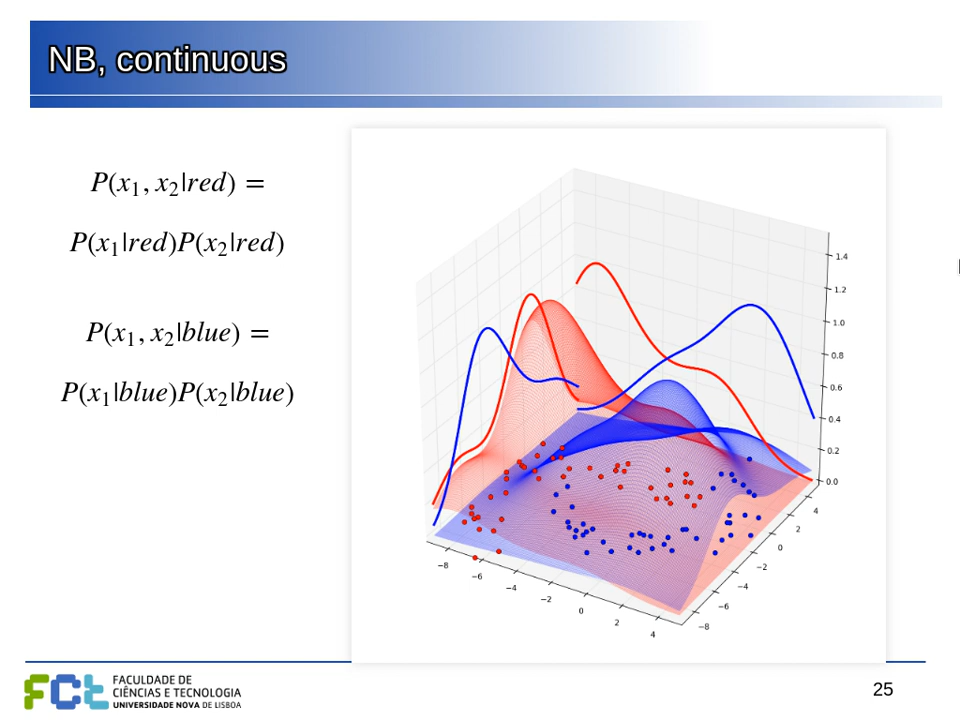 NB, continuous
P(x₁, x₂|red) =
P(x₁|red)P(x₂|red)
P(x₁, x₂|blue) =
P(x₁|blue)P(x₂|blue)
1.4
1.2
1.0
0.8
0.6
0.4
0.2
0.0
4
2
0
−2
−4
−6
−8
−8
−6
−4
−2
0
2
4
FCt
FACULDADE DE
CIÊNCIAS E TECNOLOGIA
UNIVERSIDADE NOVA DE LISBOA
25